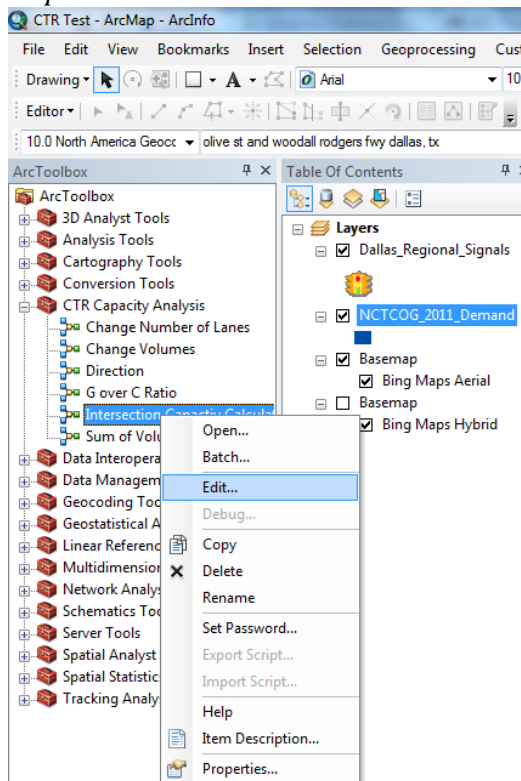 CTR Test - ArcMap - ArcInfo
File Edit View Bookmarks Insert Selection Geoprocessing Cus
Drawing A Arial 10
Editor
10.0 North America Geocc olive st and woodall rodgers fwy dallas, tx
ArcToolbox
ArcToolbox
3D Analyst Tools
Analysis Tools
Cartography Tools
Conversion Tools
CTR Capacity Analysis
Change Number of Lanes
Change Volumes
Direction
G over C Ratio
Intersection Capactiy Calculat
Sum of Volu
Data Interopera
Data Managem
Geocoding Too
Geostatistical A
Linear Referenc
Multidimension
Network Analys
Schematics Too
Server Tools
Spatial Analyst
Spatial Statistic
Tracking Analy
Open...
Batch...
Edit...
Debug...
Copy
Delete
Rename
Set Password...
Export Script...
Import Script...
Help
Item Description...
Properties...
Table Of Contents
Layers
Dallas_Regional_Signals
NCTCOG_2011_Demand
Basemap
Bing Maps Aerial
Basemap
Bing Maps Hybrid